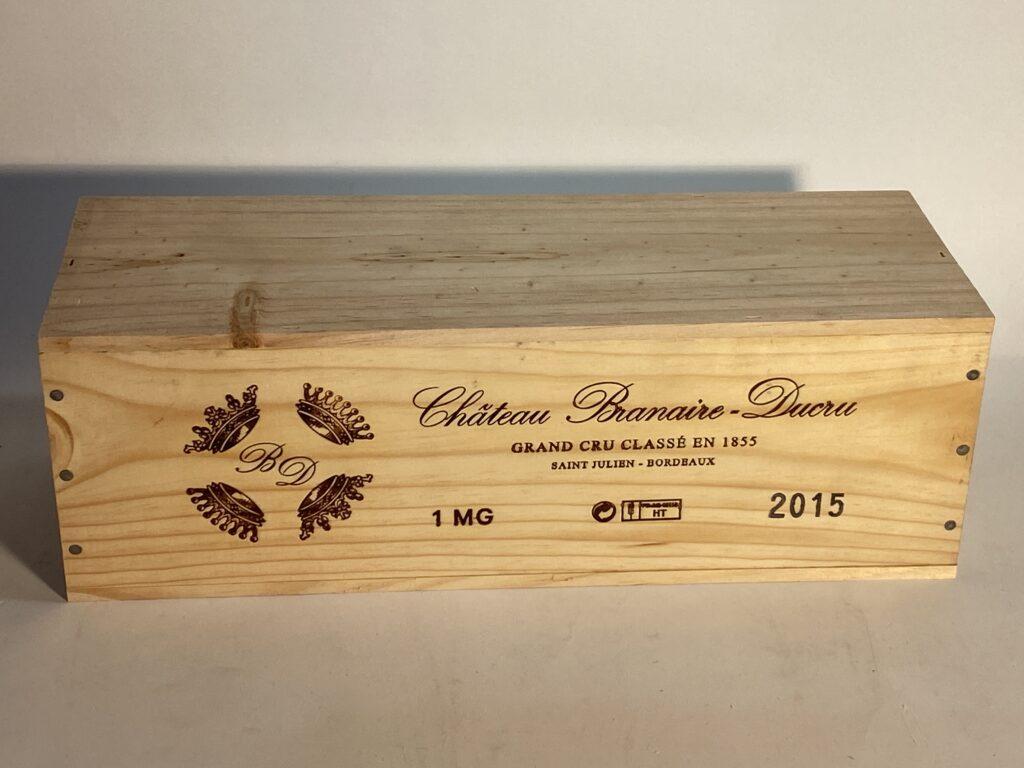 Château Branaire-Ducru
GRAND CRU CLASSÉ EN 1855
SAINT JULIEN - BORDEAUX
BD
1 MG
HT
2015